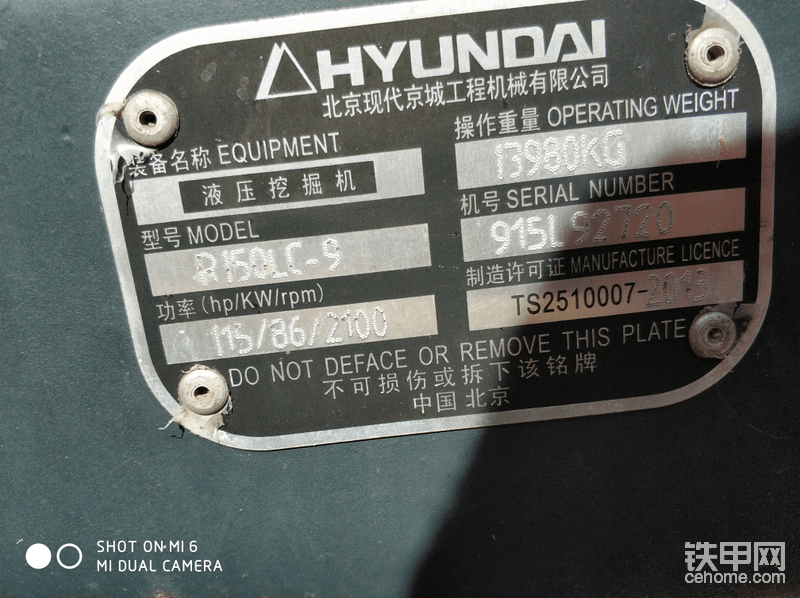 HYUNDAI
北京现代京城工程机械有限公司
装备名称 EQUIPMENT
液压挖掘机
操作重量 OPERATING WEIGHT
13980KG
型号 MODEL
R150LC-9
机号 SERIAL NUMBER
915L92720
功率 (hp/KW/rpm)
115/86/2100
制造许可证 MANUFACTURE LICENCE
TS2510007-2013
DO NOT DEFACE OR REMOVE THIS PLATE
不可损伤或拆下该铭牌
中国 北京
SHOT ON MI 6
MI DUAL CAMERA
铁甲网
cehome.com